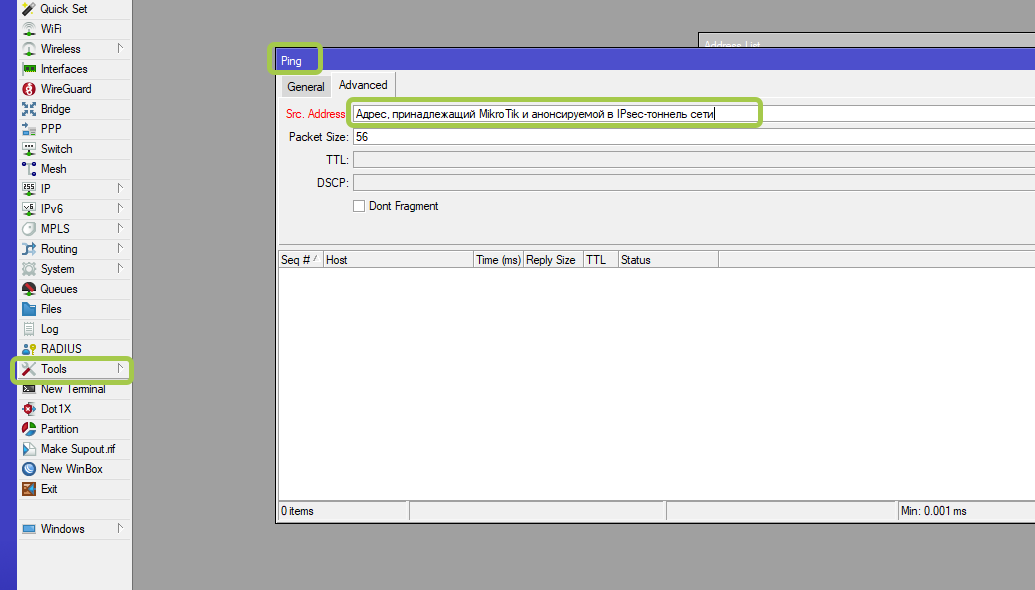 Quick Set
WiFi
Wireless
Interfaces
WireGuard
Bridge
PPP
Switch
Mesh
IP
IPv6
MPLS
Routing
System
Queues
Files
Log
RADIUS
Tools
New Terminal
Dot1X
Partition
Make Supout.rif
New WinBox
Exit
Windows
Address List
Ping
General Advanced
Src. Address: Адрес, принадлежащий MikroTik и анонсируемой в IPsec-тоннель сети
Packet Size: 56
TTL:
DSCP:
Dont Fragment
Seq # Host Time (ms) Reply Size TTL Status
0 items Min: 0.001 ms